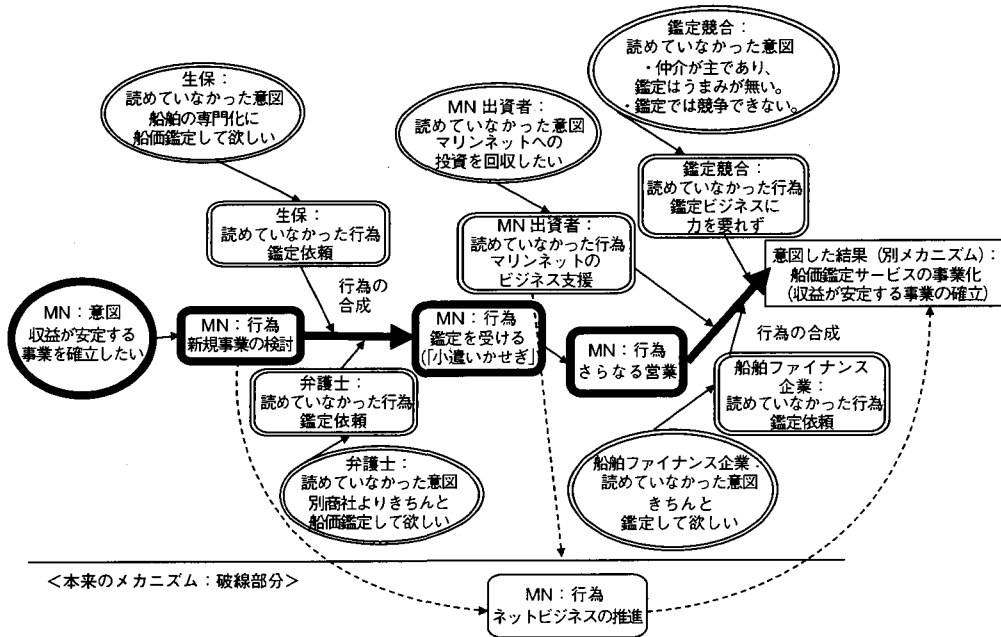 鑑定競合：
読めていなかった意図
・仲介が主であり、
鑑定はうまみが無い。
・鑑定では競争できない。
生保：
読めていなかった意図
船舶の専門化に
船価鑑定して欲しい
MN 出資者：
読めていなかった意図
マリンネットへの
投資を回収したい
鑑定競合：
読めていなかった行為
鑑定ビジネスに
力を要れず
生保：
読めていなかった行為
鑑定依頼
MN 出資者：
読めていなかった行為
マリンネットの
ビジネス支援
意図した結果（別メカニズム）：
船価鑑定サービスの事業化
（収益が安定する事業の確立）
行為の
合成
MN：意図
収益が安定する
事業を確立したい
MN：行為
新規事業の検討
MN：行為
鑑定を受ける
（「小遣いかせぎ」）
MN：行為
さらなる営業
行為の合成
弁護士：
読めていなかった行為
鑑定依頼
船舶ファイナンス
企業：
読めていなかった行為
鑑定依頼
弁護士：
読めていなかった意図
別商社よりきちんと
船価鑑定して欲しい
船舶ファイナンス企業：
読めていなかった意図
きちんと
鑑定して欲しい
＜本来のメカニズム：破線部分＞
MN：行為
ネットビジネスの推進